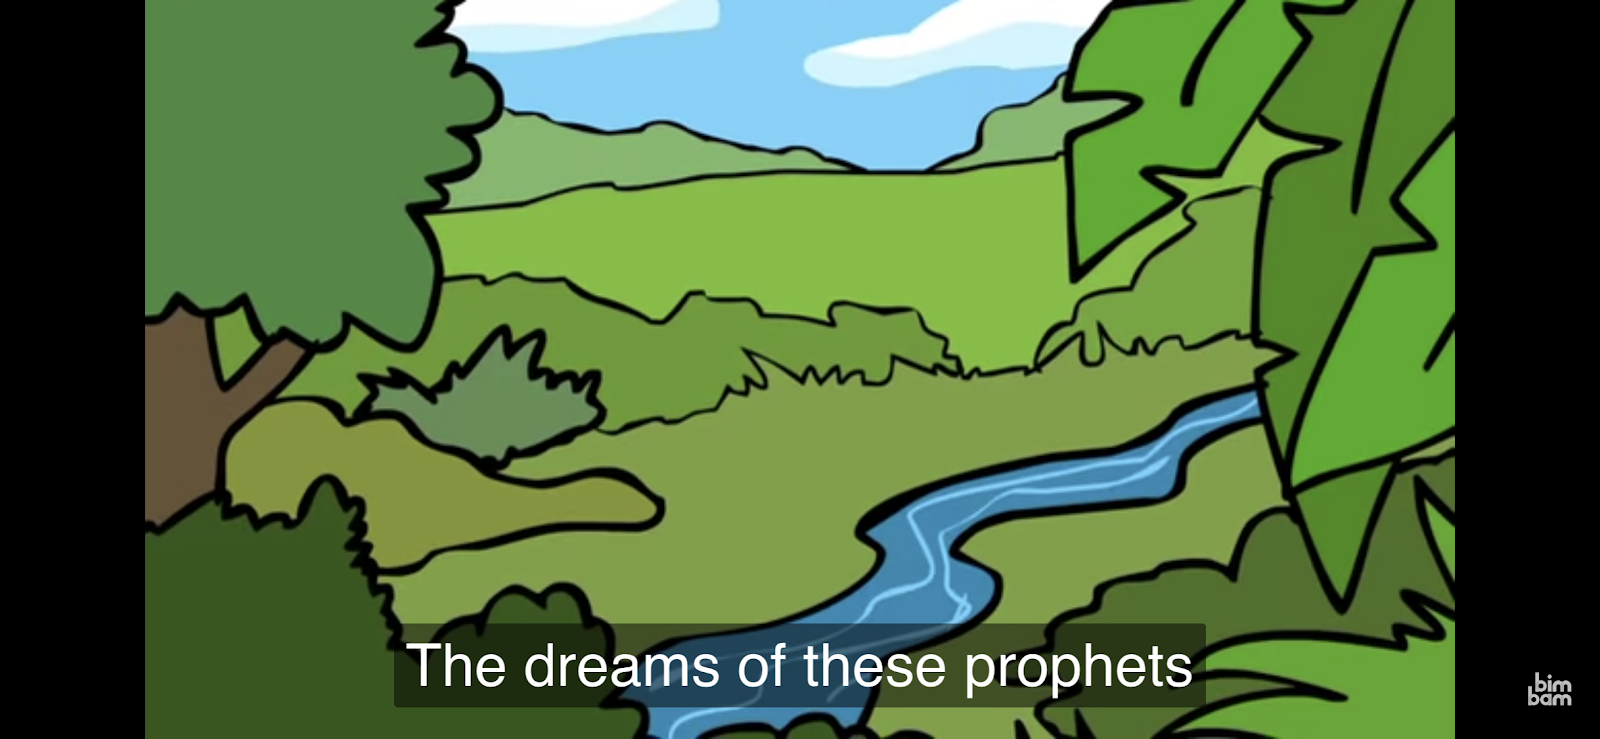 The dreams of these prophets
bim
bam